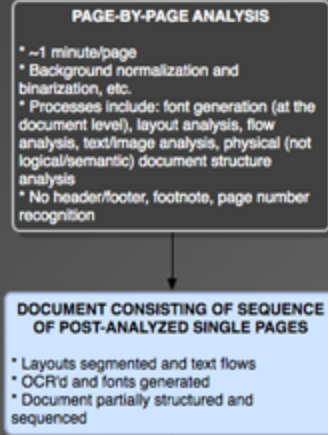 PAGE-BY-PAGE ANALYSIS
* ~1 minute/page
* Background normalization and
binarization, etc.
* Processes include: font generation (at the
document level), layout analysis, flow
analysis, text/image analysis, physical (not
logical/semantic) document structure
analysis
* No header/footer, footnote, page number
recognition
DOCUMENT CONSISTING OF SEQUENCE
OF POST-ANALYZED SINGLE PAGES
* Layouts segmented and text flows
* OCR'd and fonts generated
* Document partially structured and
sequenced